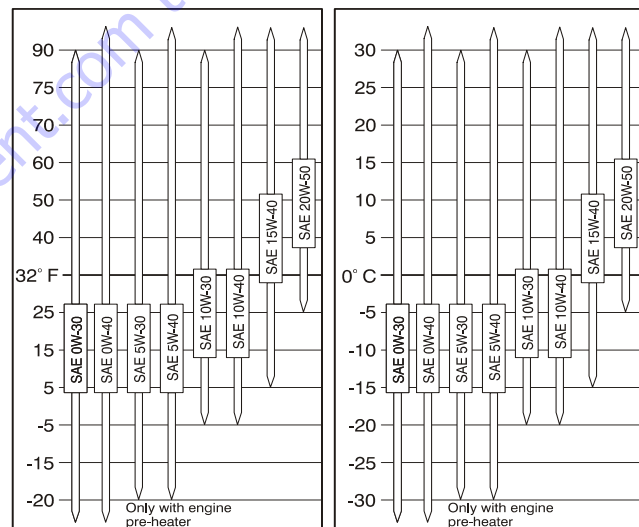 90
75
70
60
50
40
32° F
25
15
5
-5
-15
-20
SAE 0W-30
SAE 0W-40
SAE 5W-30
SAE 5W-40
SAE 10W-30
SAE 10W-40
SAE 15W-40
SAE 20W-50
Only with engine
pre-heater
30
25
20
15
10
5
0° C
-5
-10
-15
-20
-25
-30
SAE 0W-30
SAE 0W-40
SAE 5W-30
SAE 5W-40
SAE 10W-30
SAE 10W-40
SAE 15W-40
SAE 20W-50
Only with engine
pre-heater
ent.com